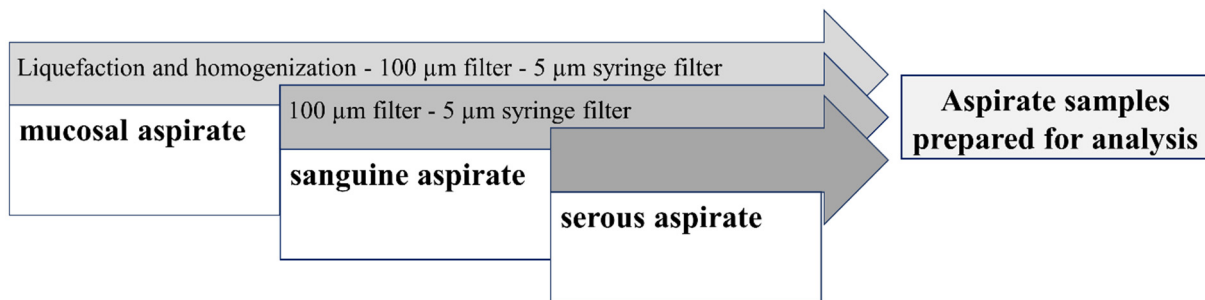 Liquefaction and homogenization - 100 µm filter - 5 µm syringe filter
mucosal aspirate
100 µm filter - 5 µm syringe filter
sanguine aspirate
serous aspirate
Aspirate samples
prepared for analysis